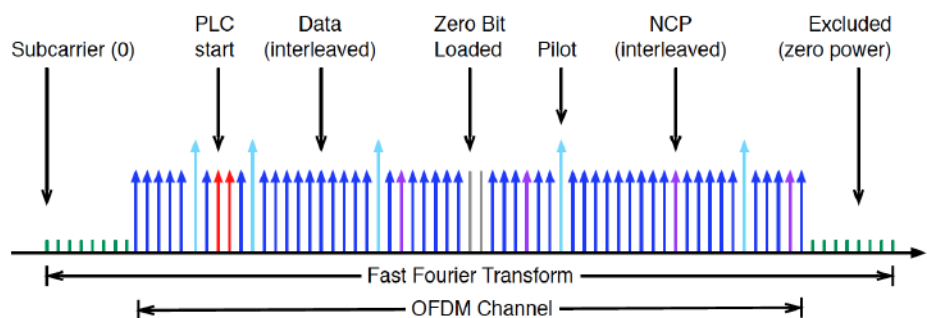 Subcarrier (0)
PLC
start
Data
(interleaved)
Zero Bit
Loaded
Pilot
NCP
(interleaved)
Excluded
(zero power)
Fast Fourier Transform
OFDM Channel